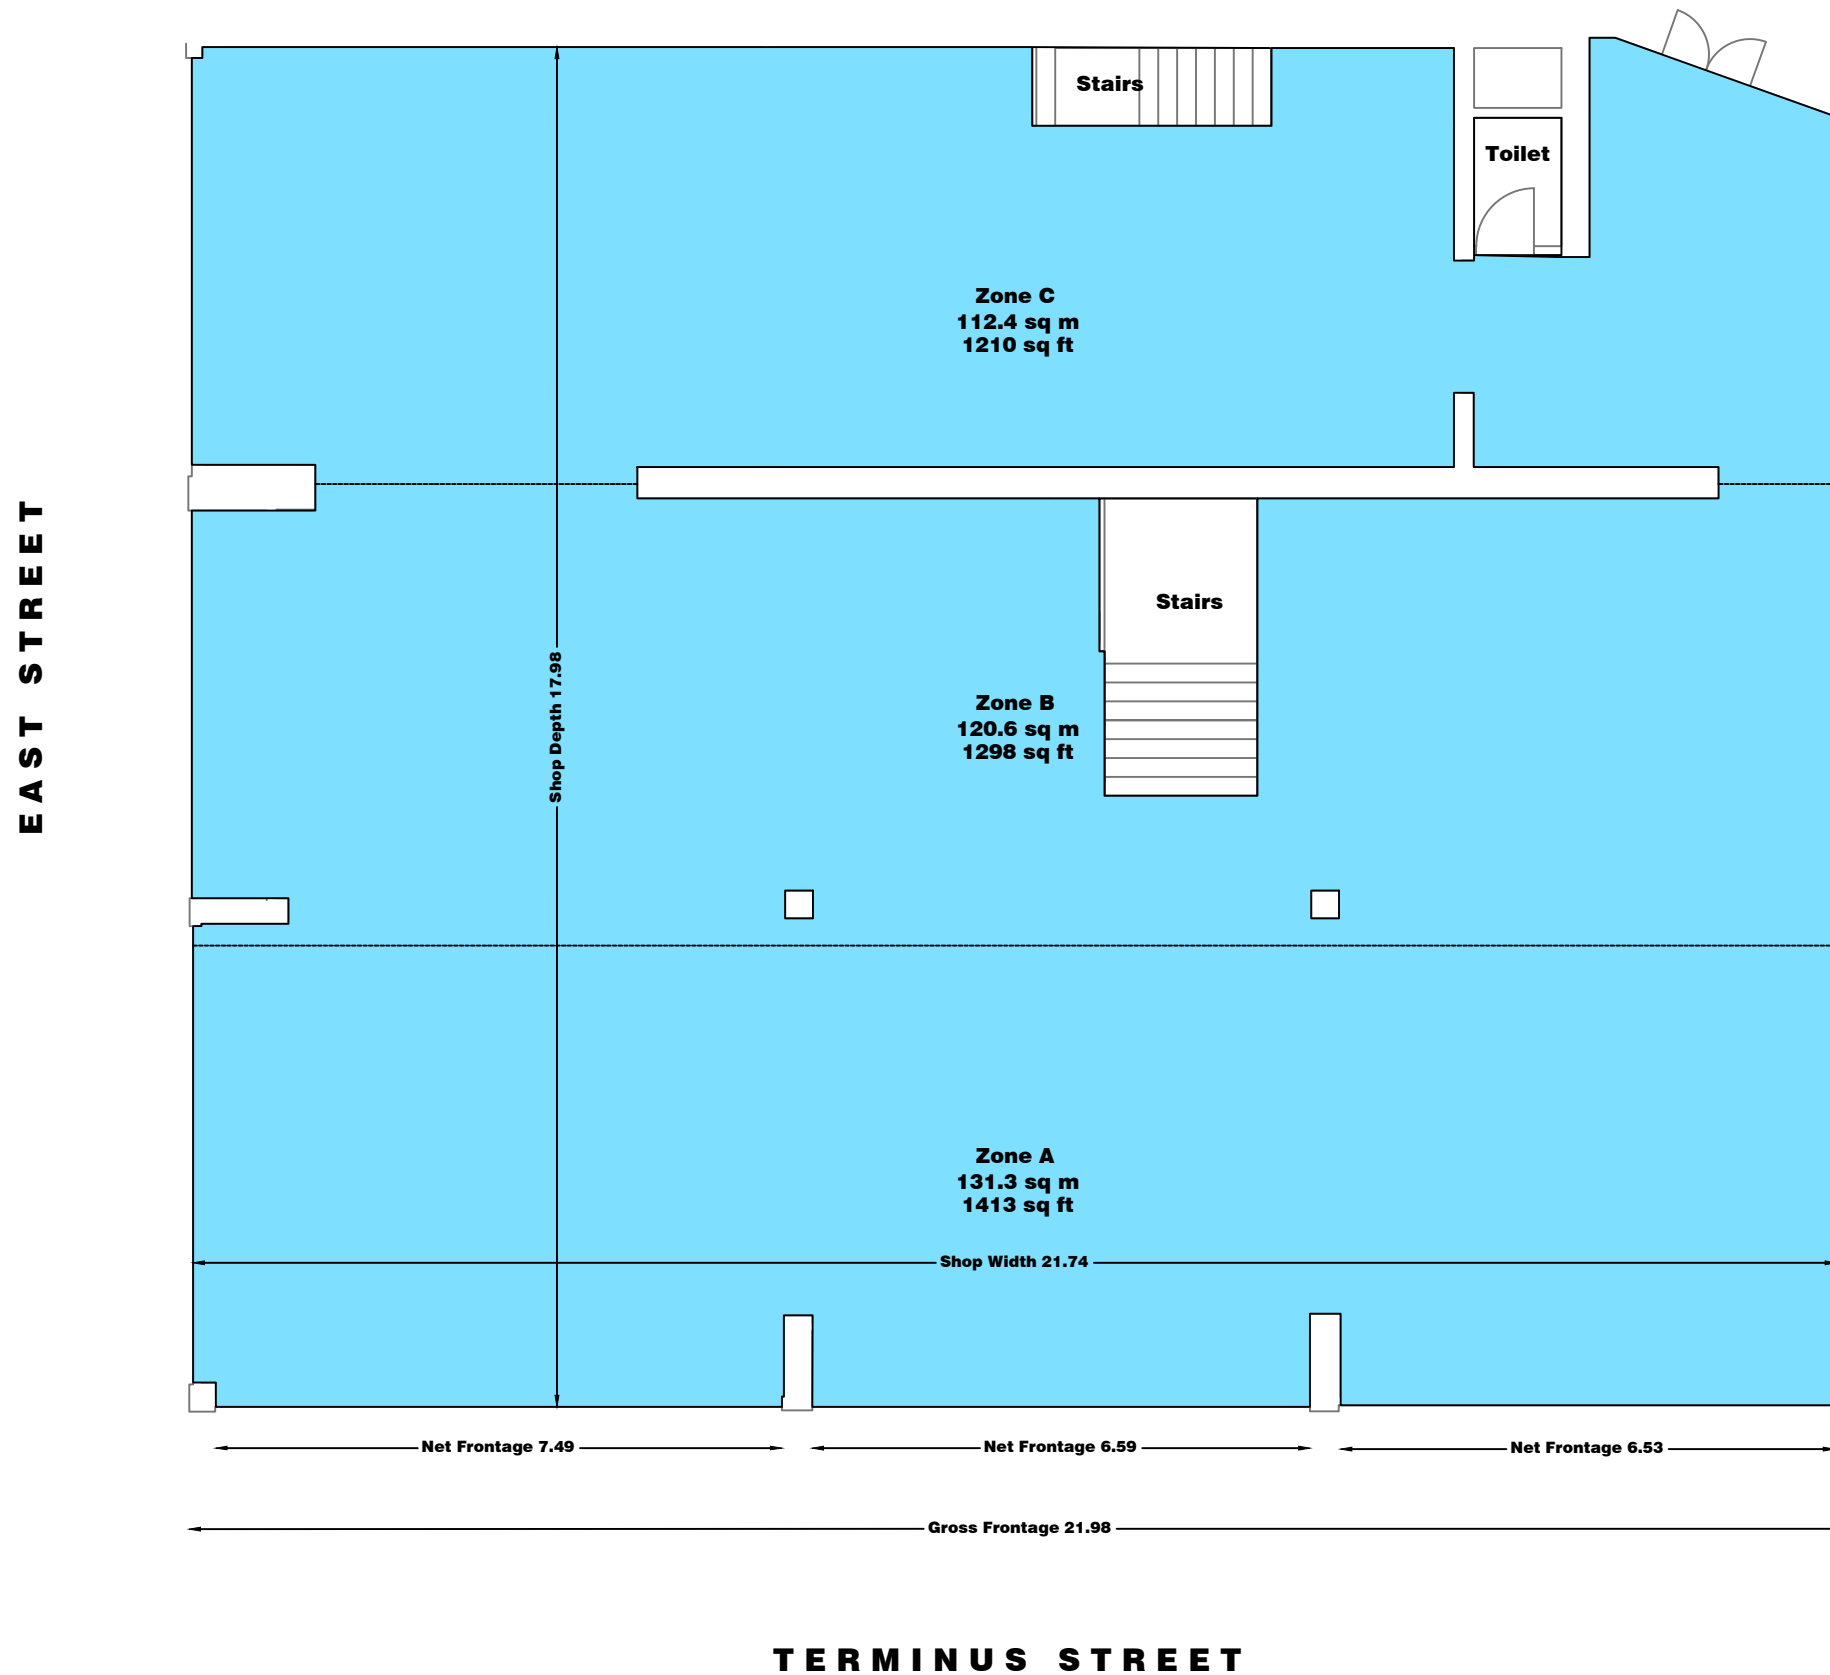 Stairs
Toilet
Zone C
112.4 sq m
1210 sq ft
EAST STREET
Stairs
Shop Depth 17.98
Zone B
120.6 sq m
1298 sq ft
Zone A
131.3 sq m
1413 sq ft
Shop Width 21.74
Net Frontage 7.49
Net Frontage 6.59
Net Frontage 6.53
Gross Frontage 21.98
TERMINUS STREET